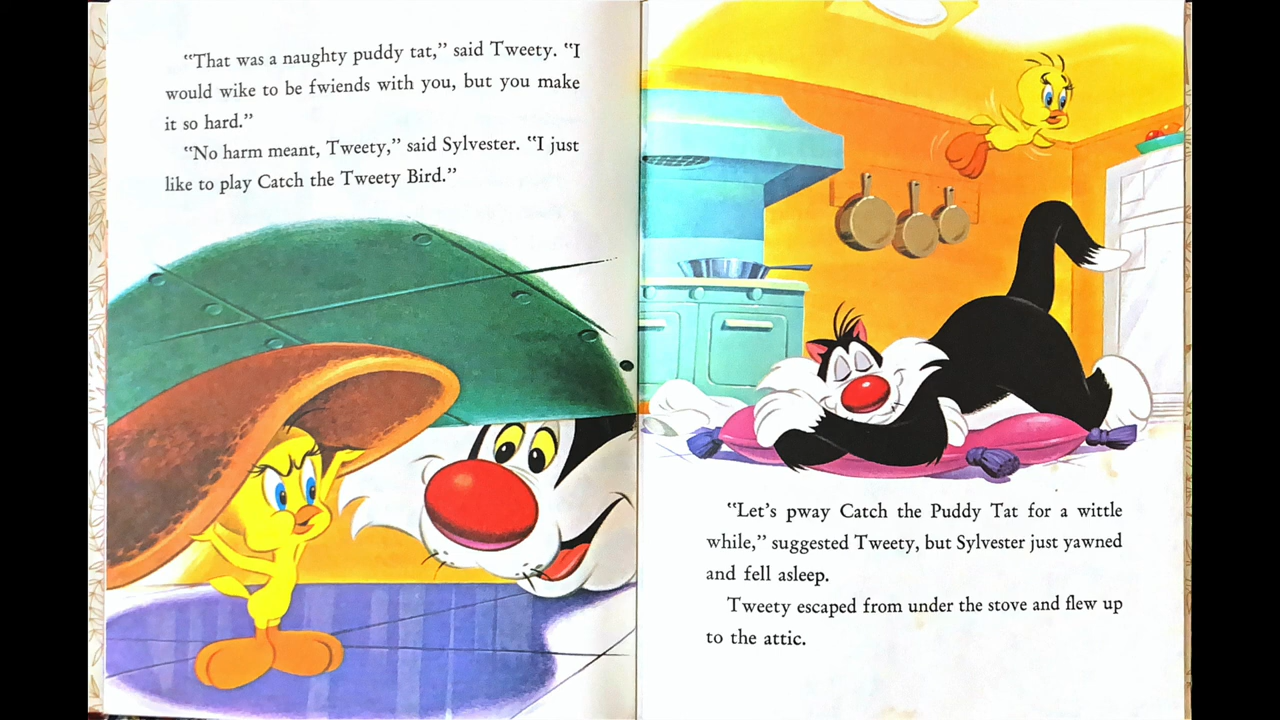 “That was a naughty puddy tat,” said Tweety. “I
would wike to be fwiends with you, but you make
it so hard.”
“No harm meant, Tweety,” said Sylvester. “I just
like to play Catch the Tweety Bird.”
“Let’s pway Catch the Puddy Tat for a wittle
while,” suggested Tweety, but Sylvester just yawned
and fell asleep.
Tweety escaped from under the stove and flew up
to the attic.